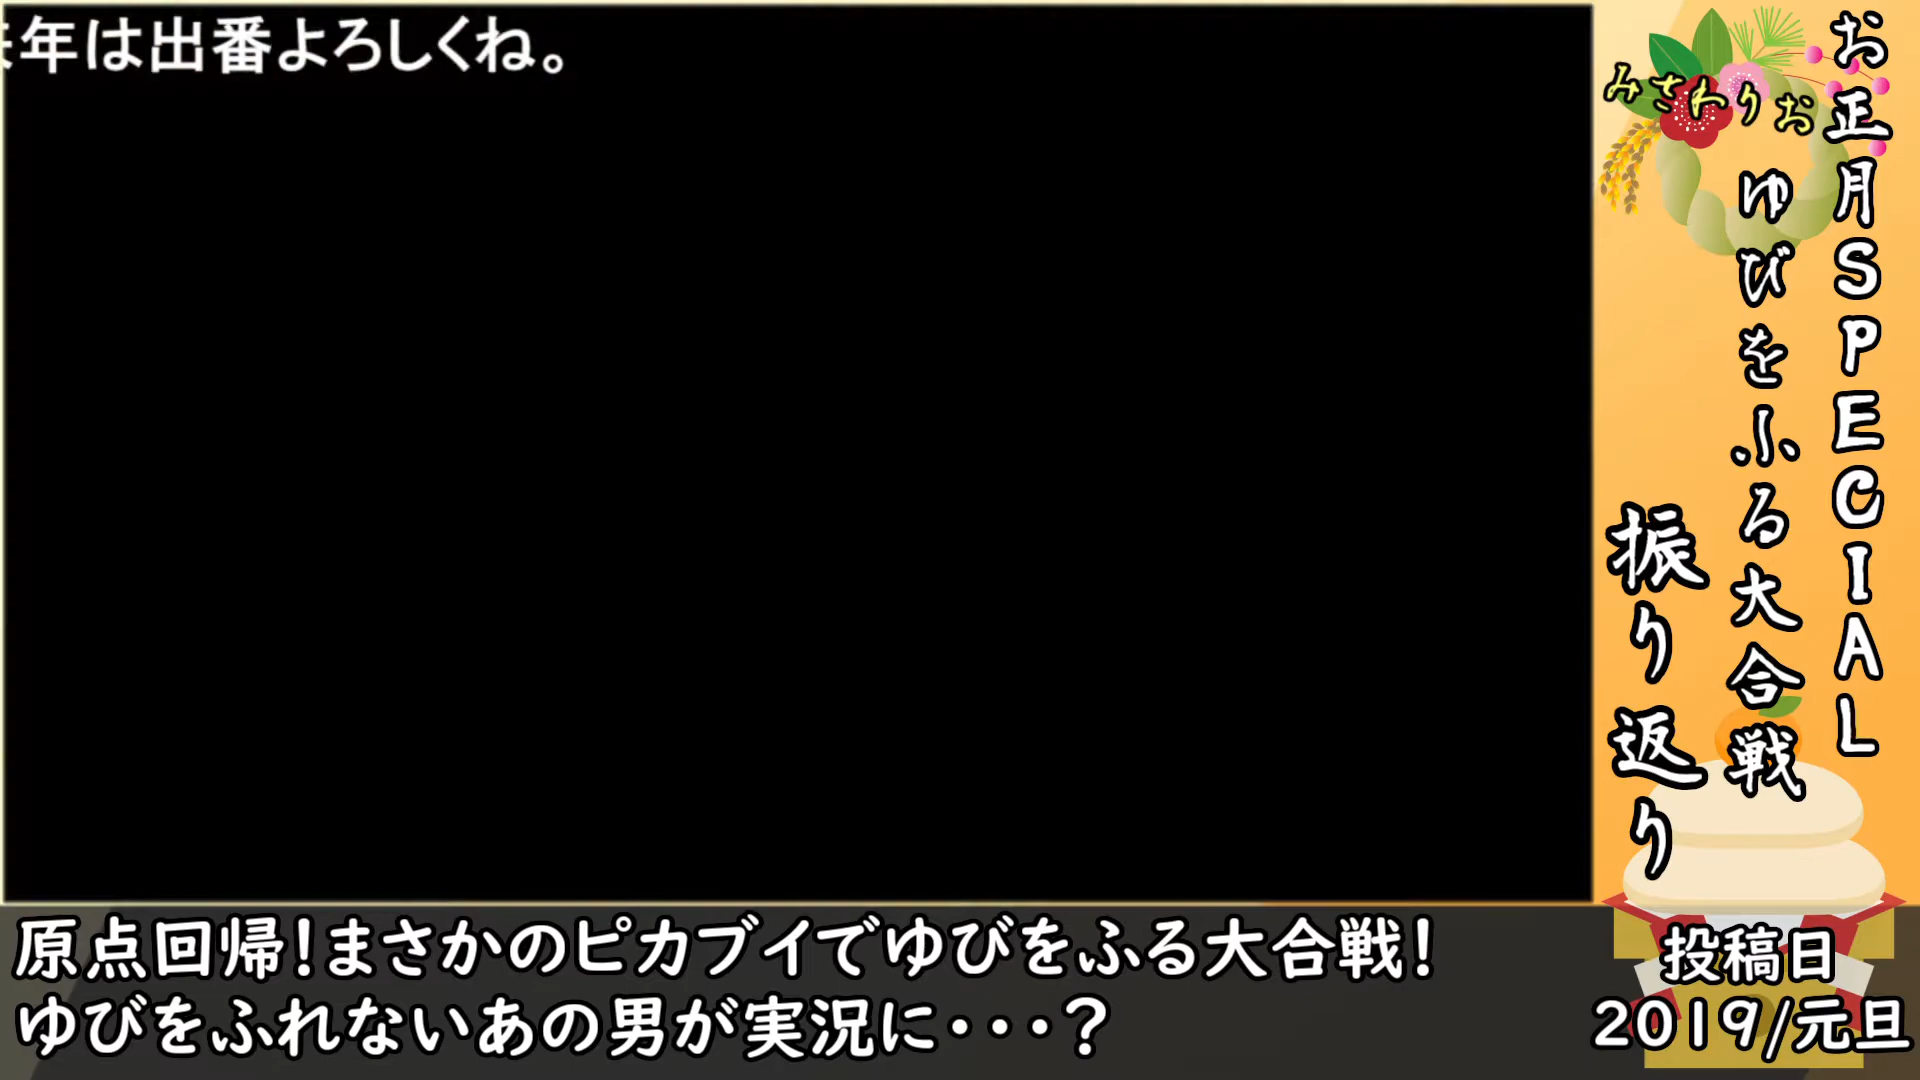 年は出番よろしくね。
お正月SPECIAL
みさわりお
ゆびをふる大合戦
振り返り
原点回帰!まさかのピカブイでゆびをふる大合戦!
ゆびをふれないあの男が実況に・・・?
投稿日
2019/元旦